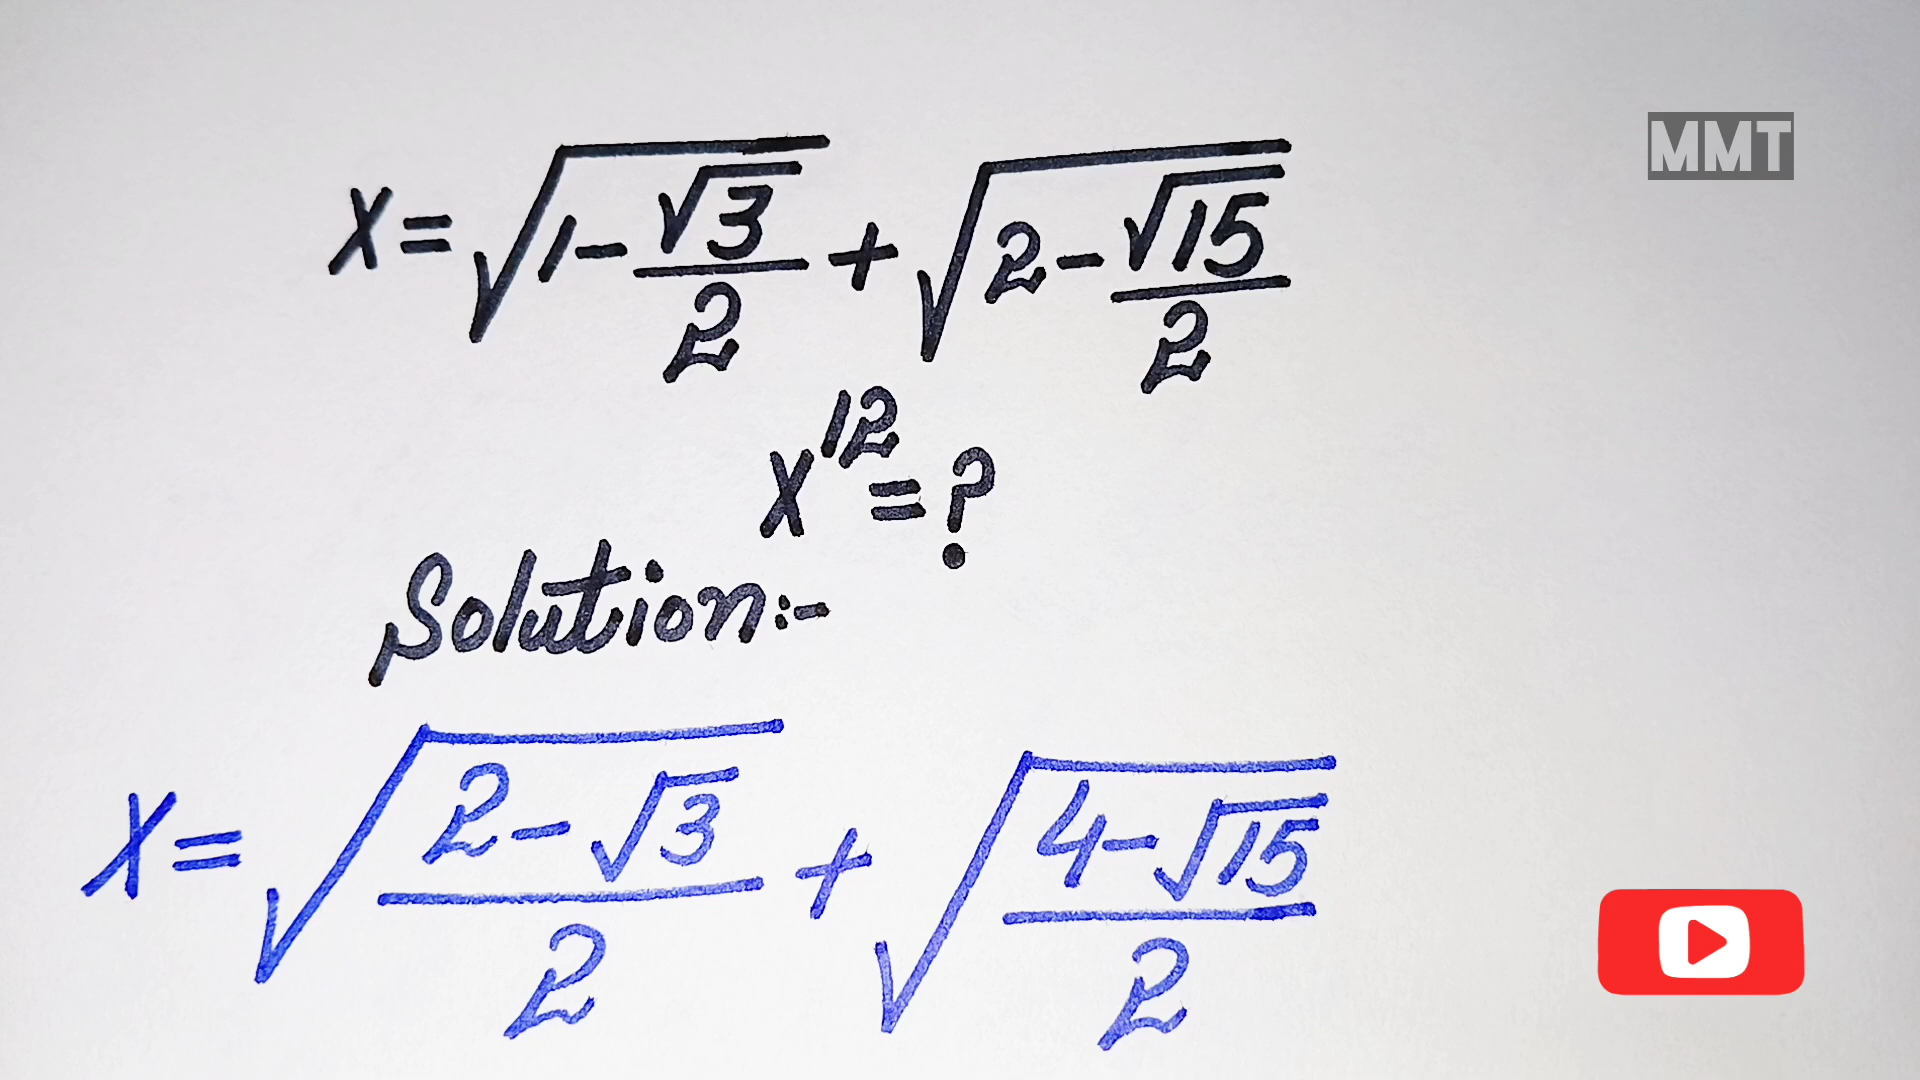 MMT
x = √(1 - √3/2) + √(2 - √15/2)
x¹² = ?
Solution:-
x = √((2 - √3)/2) + √((4 - √15)/2)